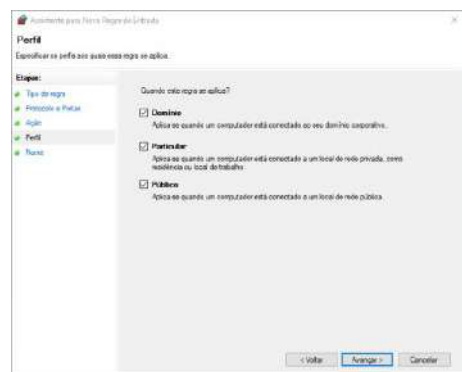 Assistente para Nova Regra de Entrada
Perfil
Especificar os perfis aos quais essa regra se aplica.
Etapas:
Tipo de regra
Protocolo e Portas
Ação
Perfil
Nome
Quando esta regra se aplica?
Domínio
Aplica-se quando um computador está conectado ao seu domínio corporativo.
Particular
Aplica-se quando um computador está conectado a um local de rede privada, como
residência ou local de trabalho.
Público
Aplica-se quando um computador está conectado a um local de rede pública.
< Voltar
Avançar >
Cancelar